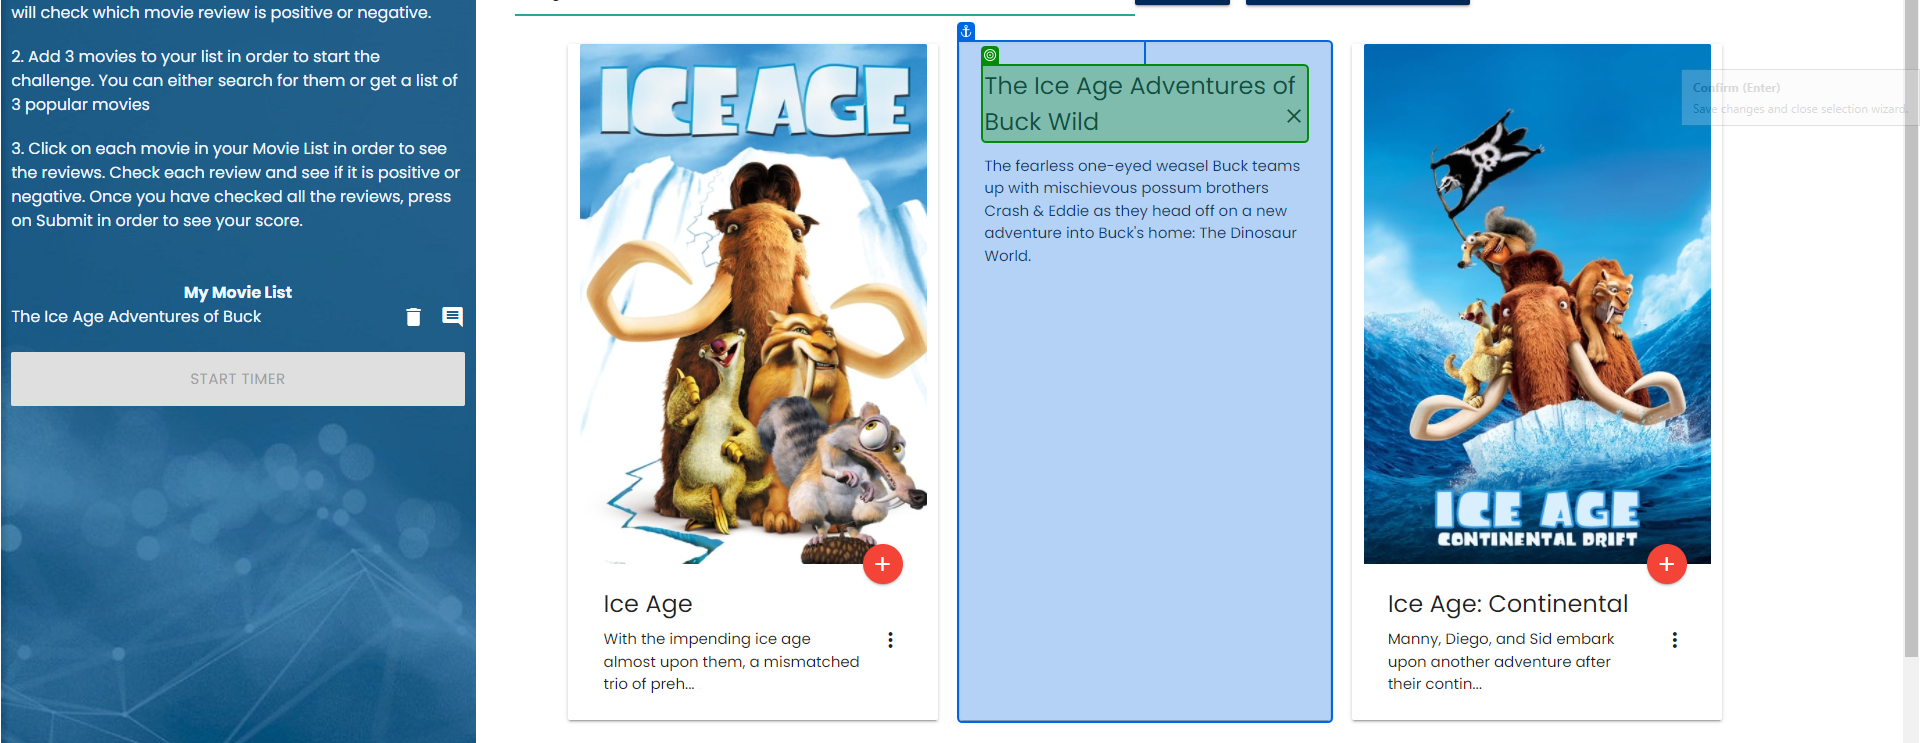 will check which movie review is positive or negative.
2. Add 3 movies to your list in order to start the
challenge. You can either search for them or get a list of
3 popular movies
3. Click on each movie in your Movie List in order to see
the reviews. Check each review and see if it is positive or
negative. Once you have checked all the reviews, press
on Submit in order to see your score.
My Movie List
The Ice Age Adventures of Buck
START TIMER
ICE AGE
Ice Age
With the impending ice age
almost upon them, a mismatched
trio of preh...
The Ice Age Adventures of
Buck Wild
The fearless one-eyed weasel Buck teams
up with mischievous possum brothers
Crash & Eddie as they head off on a new
adventure into Buck's home: The Dinosaur
World.
ICE AGE
CONTINENTAL DRIFT
Ice Age: Continental
Manny, Diego, and Sid embark
upon another adventure after
their contin...
Confirm (Enter)
Save changes and close selection wizard.